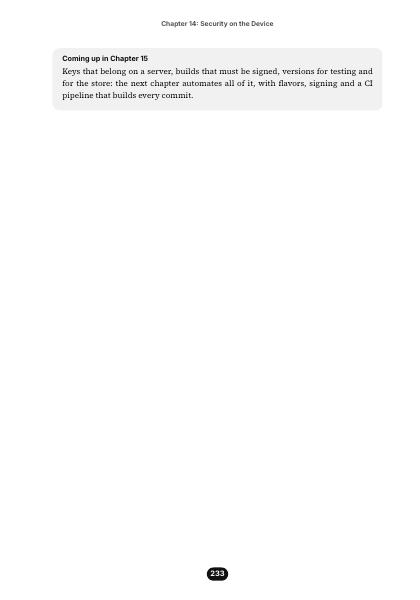 Chapter 14: Security on the Device
Coming up in Chapter 15
Keys that belong on a server, builds that must be signed, versions for testing and
for the store: the next chapter automates all of it, with flavors, signing and a CI
pipeline that builds every commit.
233